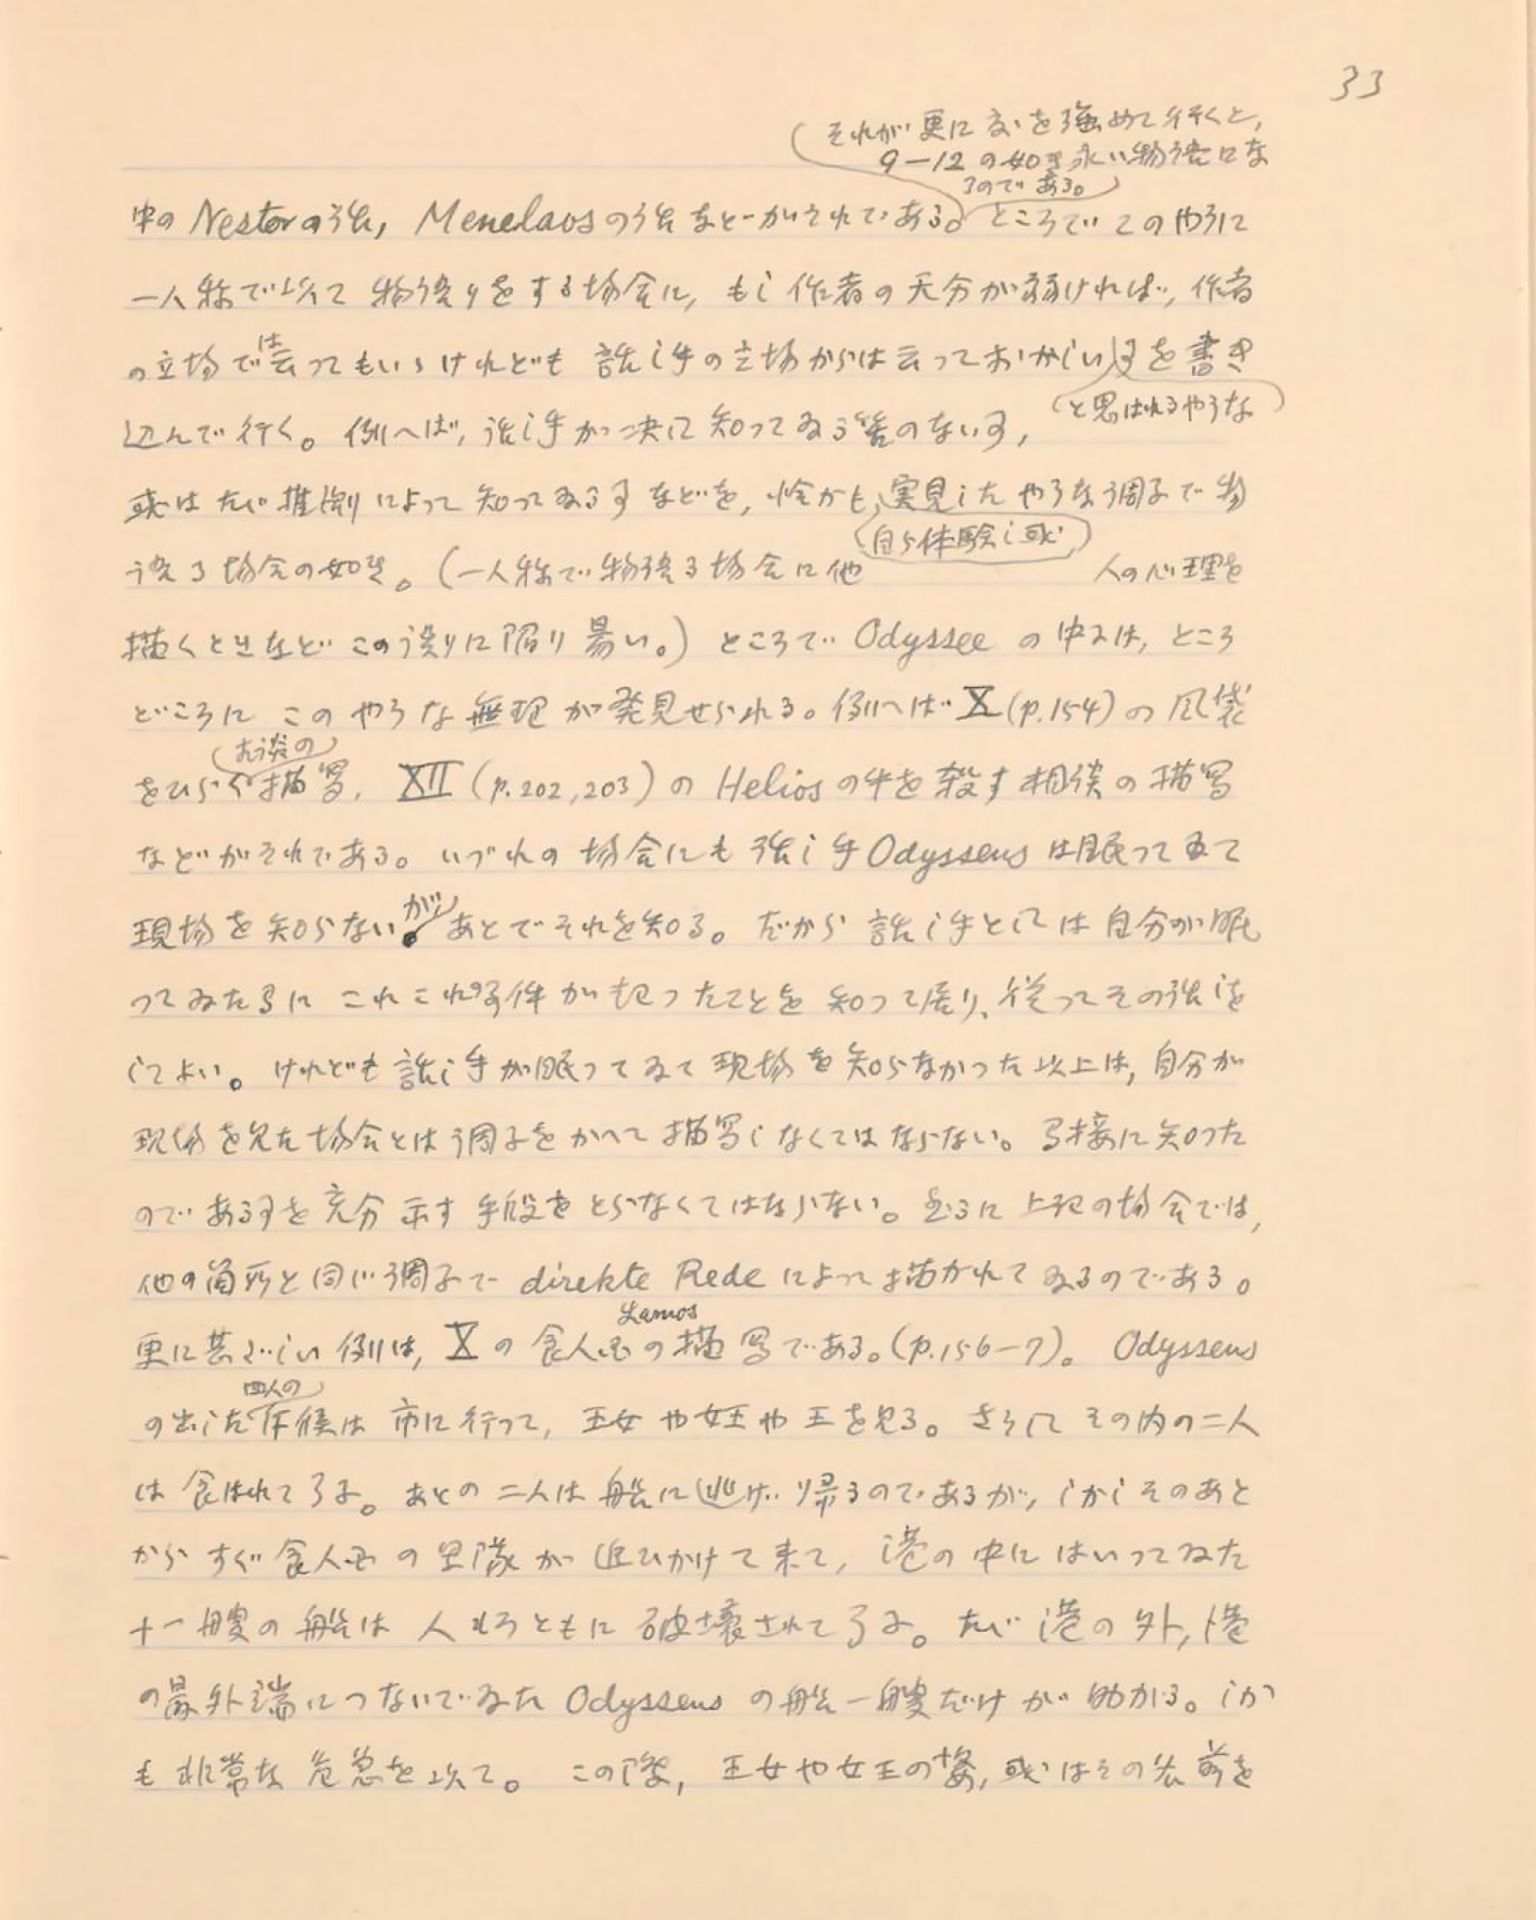 33
それが更に度を強めて行くと,
9—12の如き永い物語にな
るのである。
中のNestorの話, Menelaosの話などがそれである。ところでこのやうに
一人称で以て物語りをする場合に, もし作者の天分が弱ければ, 作者
の立場では云ってもいゝけれども話し手の立場からは云っておかしいヿを書き
と思はれるやうな
込んで行く。例へば, 話し手が決して知ってゐる筈のないヿ,
或はたゞ推測によって知ってゐるヿなどを, 恰かも実見したやうな調子で物
自ら体験し或は
語る場合の如き。(一人称で物語る場合に他人の心理を
描くときなどこの誤りに陥り易い。) ところでOdysseeの中には, ところ
どころにこのやうな無理が発見せられる。例へばⅩ(p.154)の風袋
をひらく相談の描写, ⅩⅡ(p.202,203)のHeliosの牛を殺す相談の描写
などがそれである。いづれの場合にも話し手Odysseusは眠ってゐて
現場を知らないが, あとでそれを知る。だから話し手としては自分が眠
ってゐた間にこれこれの事件が起ったことを知って居り、従ってその話しを
してよい。けれども話し手が眠ってゐて現場を知らなかった以上は, 自分が
現場を見た場合とは調子をかへて描写しなくてはならない。間接に知った
のであるヿを充分示す手段をとらなくてはならない。然るに上記の場合では,
他の箇所と同じ調子でdirekte Redeによって描かれてゐるのである。
Lamos
更に甚だしい例は, Ⅹの食人国の描写である。(p.156—7)。Odysseus
の出した四人の斥候は市に行って, 王女や女王や王を見る。さうしてその内の二人
は食はれて了ふ。あとの二人は船に逃げ帰るのであるが, しかしそのあと
からすぐ食人国の軍隊が追ひかけて来て, 港の中にはいってゐた
十一艘の船は人もろともに破壊されて了ふ。たゞ港の外, 港
の最外端につないでゐたOdysseusの船一艘だけが助かる。しか
も非常な危急を以て。この際, 王女や女王の姿, 或はその名前を